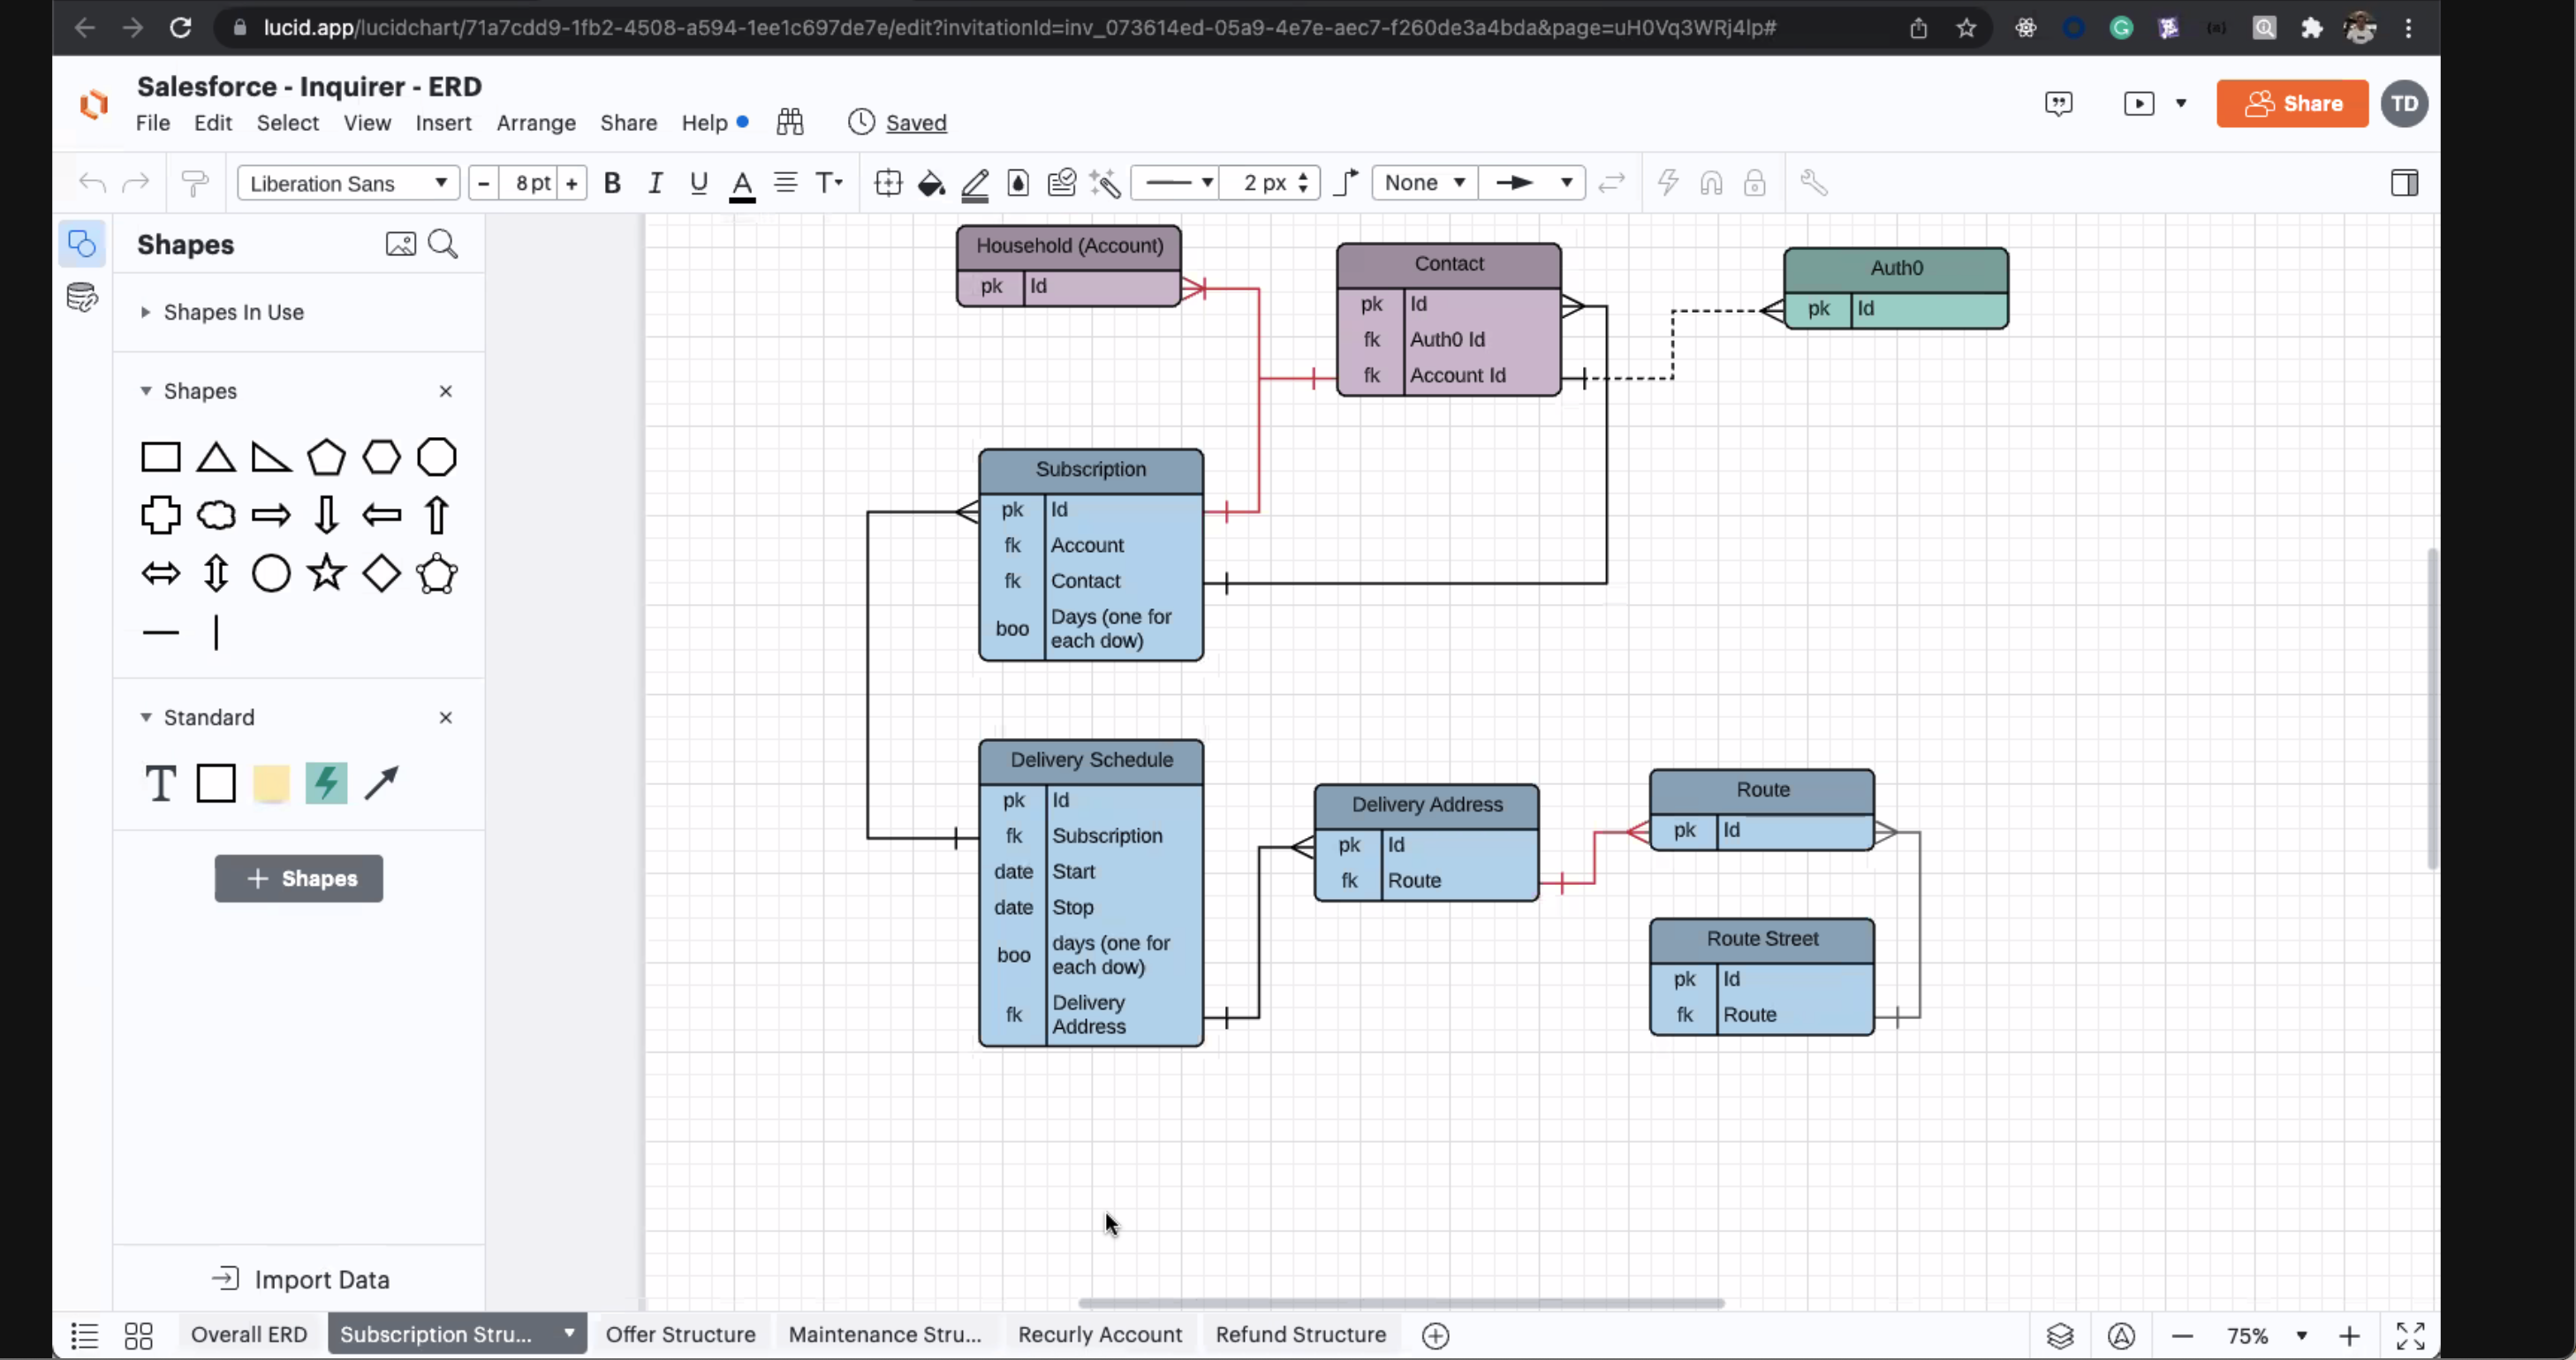 lucid.app/lucidchart/71a7cdd9-1fb2-4508-a594-1ee1c697de7e/edit?invitationId=inv_073614ed-05a9-4e7e-aec7-f260de3a4bda&page=uH0Vq3WRj4lp#
Salesforce - Inquirer - ERD
File Edit Select View Insert Arrange Share Help Saved
Share TD
Liberation Sans - 8 pt + B I U A T 2 px None
Shapes
Shapes In Use
Shapes
Standard
T
+ Shapes
Import Data
Household (Account)
pk Id
Contact
pk Id
fk Auth0 Id
fk Account Id
Auth0
pk Id
Subscription
pk Id
fk Account
fk Contact
boo Days (one for
each dow)
Delivery Schedule
pk Id
fk Subscription
date Start
date Stop
boo days (one for
each dow)
fk Delivery
Address
Delivery Address
pk Id
fk Route
Route
pk Id
Route Street
pk Id
fk Route
Overall ERD Subscription Stru... Offer Structure Maintenance Stru... Recurly Account Refund Structure 75%